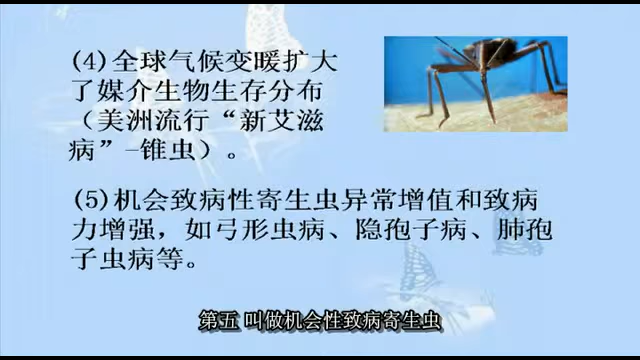 (4)全球气候变暖扩大
了媒介生物生存分布
（美洲流行“新艾滋
病”-锥虫）。
(5)机会致病性寄生虫异常增值和致病
力增强，如弓形虫病、隐孢子病、肺孢
子虫病等。
第五 叫做机会性致病寄生虫